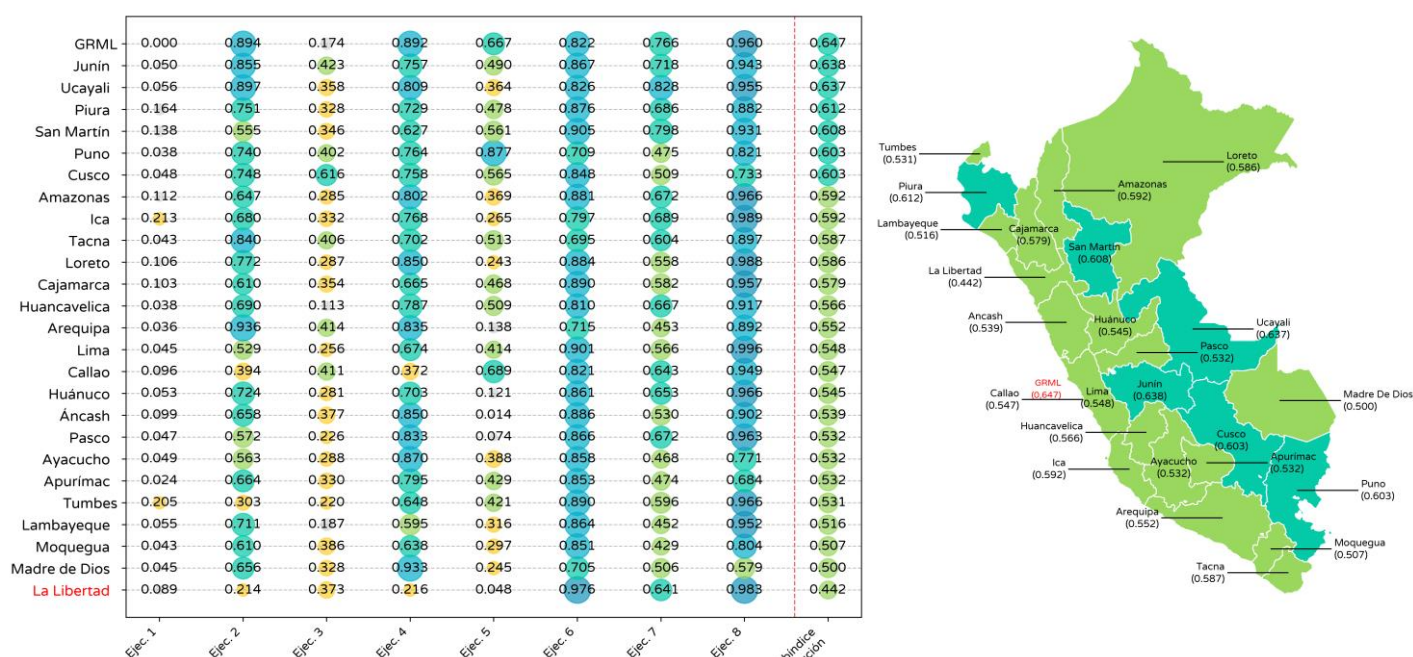 GRML 0.000 0.894 0.174 0.892 0.667 0.822 0.766 0.960 0.647
Junín 0.050 0.855 0.423 0.757 0.490 0.867 0.718 0.943 0.638
Ucayali 0.056 0.897 0.358 0.809 0.364 0.826 0.828 0.955 0.637
Piura 0.164 0.751 0.328 0.729 0.478 0.876 0.686 0.882 0.612
San Martín 0.138 0.555 0.346 0.627 0.561 0.905 0.798 0.931 0.608
Puno 0.038 0.740 0.402 0.764 0.877 0.709 0.475 0.821 0.603
Cusco 0.048 0.748 0.616 0.758 0.565 0.848 0.509 0.733 0.603
Amazonas 0.112 0.647 0.285 0.802 0.369 0.881 0.672 0.966 0.592
Ica 0.213 0.680 0.332 0.768 0.265 0.797 0.689 0.989 0.592
Tacna 0.043 0.840 0.406 0.702 0.513 0.695 0.604 0.897 0.587
Loreto 0.106 0.772 0.287 0.850 0.243 0.884 0.558 0.988 0.586
Cajamarca 0.103 0.610 0.354 0.665 0.468 0.890 0.582 0.957 0.579
Huancavelica 0.038 0.690 0.113 0.787 0.509 0.810 0.667 0.917 0.566
Arequipa 0.036 0.936 0.414 0.835 0.138 0.715 0.453 0.892 0.552
Lima 0.045 0.529 0.256 0.674 0.414 0.901 0.566 0.996 0.548
Callao 0.096 0.394 0.411 0.372 0.689 0.821 0.643 0.949 0.547
Huánuco 0.053 0.724 0.281 0.703 0.121 0.861 0.653 0.966 0.545
Áncash 0.099 0.658 0.377 0.850 0.014 0.886 0.530 0.902 0.539
Pasco 0.047 0.572 0.226 0.833 0.074 0.866 0.672 0.963 0.532
Ayacucho 0.049 0.563 0.288 0.870 0.388 0.858 0.468 0.771 0.532
Apurímac 0.024 0.664 0.330 0.795 0.429 0.853 0.474 0.684 0.532
Tumbes 0.205 0.303 0.220 0.648 0.421 0.890 0.596 0.966 0.531
Lambayeque 0.055 0.711 0.187 0.595 0.316 0.864 0.452 0.952 0.516
Moquegua 0.043 0.610 0.386 0.638 0.297 0.851 0.429 0.804 0.507
Madre de Dios 0.045 0.656 0.328 0.933 0.245 0.705 0.506 0.579 0.500
La Libertad 0.089 0.214 0.373 0.216 0.048 0.976 0.641 0.983 0.442
Ejec. 1 Ejec. 2 Ejec. 3 Ejec. 4 Ejec. 5 Ejec. 6 Ejec. 7 Ejec. 8
Tumbes
(0.531)
Loreto
(0.586)
Piura
(0.612)
Amazonas
(0.592)
Lambayeque
(0.516)
Cajamarca
(0.579)
San Martín
(0.608)
La Libertad
(0.442)
Ancash
(0.539)
Huánuco
(0.545)
Ucayali
(0.637)
Pasco
(0.532)
GRML
(0.647)
Callao
(0.547)
Lima
(0.548)
Junín
(0.638)
Madre De Dios
(0.500)
Huancavelica
(0.566)
Cusco
(0.603)
Ica
(0.592)
Ayacucho
(0.532)
Apurímac
(0.532)
Puno
(0.603)
Arequipa
(0.552)
Moquegua
(0.507)
Tacna
(0.587)